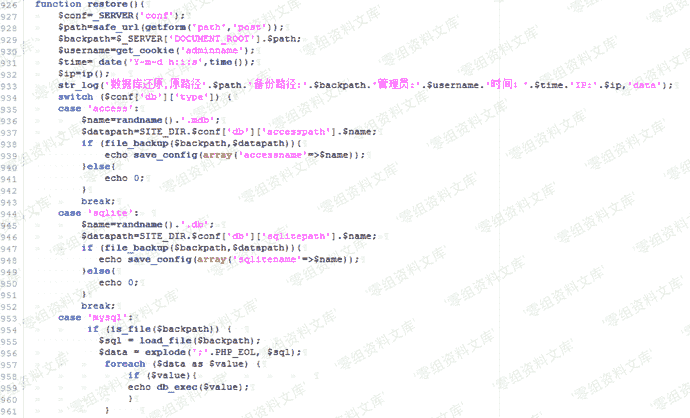 926 function restore(){
927 $conf=_SERVER('conf');
928 $path=safe_url(getform('path','post'));
929 $backpath=$_SERVER['DOCUMENT_ROOT'].$path;
930 $username=get_cookie('adminname');
931 $time= date('Y-m-d h:i:s',time());
932 $ip=ip();
933 str_log('数据库还原,原路径'.$path.'备份路径:'.$backpath.'管理员:'.$username.'时间：'.$time.'IP:'.$ip,'data');
934 switch ($conf['db']['type']) {
935 case 'access':
936 $name=randname().'.mdb';
937 $datapath=SITE_DIR.$conf['db']['accesspath'].$name;
938 if (file_backup($backpath,$datapath)){
939 echo save_config(array('accessname'=>$name));
940 }else{
941 echo 0;
942 }
943 break;
944 case 'sqlite':
945 $name=randname().'.db';
946 $datapath=SITE_DIR.$conf['db']['sqlitepath'].$name;
947 if (file_backup($backpath,$datapath)){
948 echo save_config(array('sqlitename'=>$name));
949 }else{
950 echo 0;
951 }
952 break;
953 case 'mysql':
954 if (is_file($backpath)) {
955 $sql = load_file($backpath);
956 $data = explode(';'.PHP_EOL, $sql);
957 foreach ($data as $value) {
958 if ($value){
959 echo db_exec($value);
960 }
961 }
零组资料文库